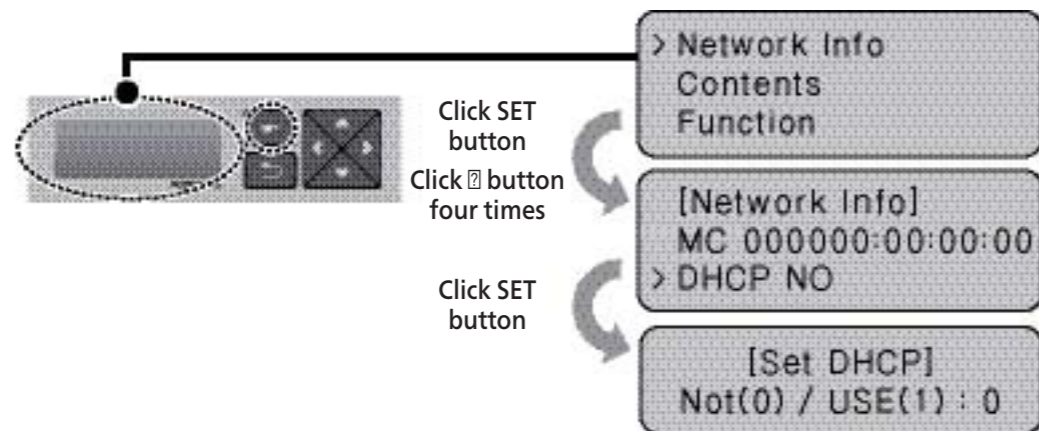 > Network Info
Contents
Function
Click SET
button
Click ⍰ button
four times
[Network Info]
MC 000000:00:00:00
> DHCP NO
Click SET
button
[Set DHCP]
Not(0) / USE(1) : 0